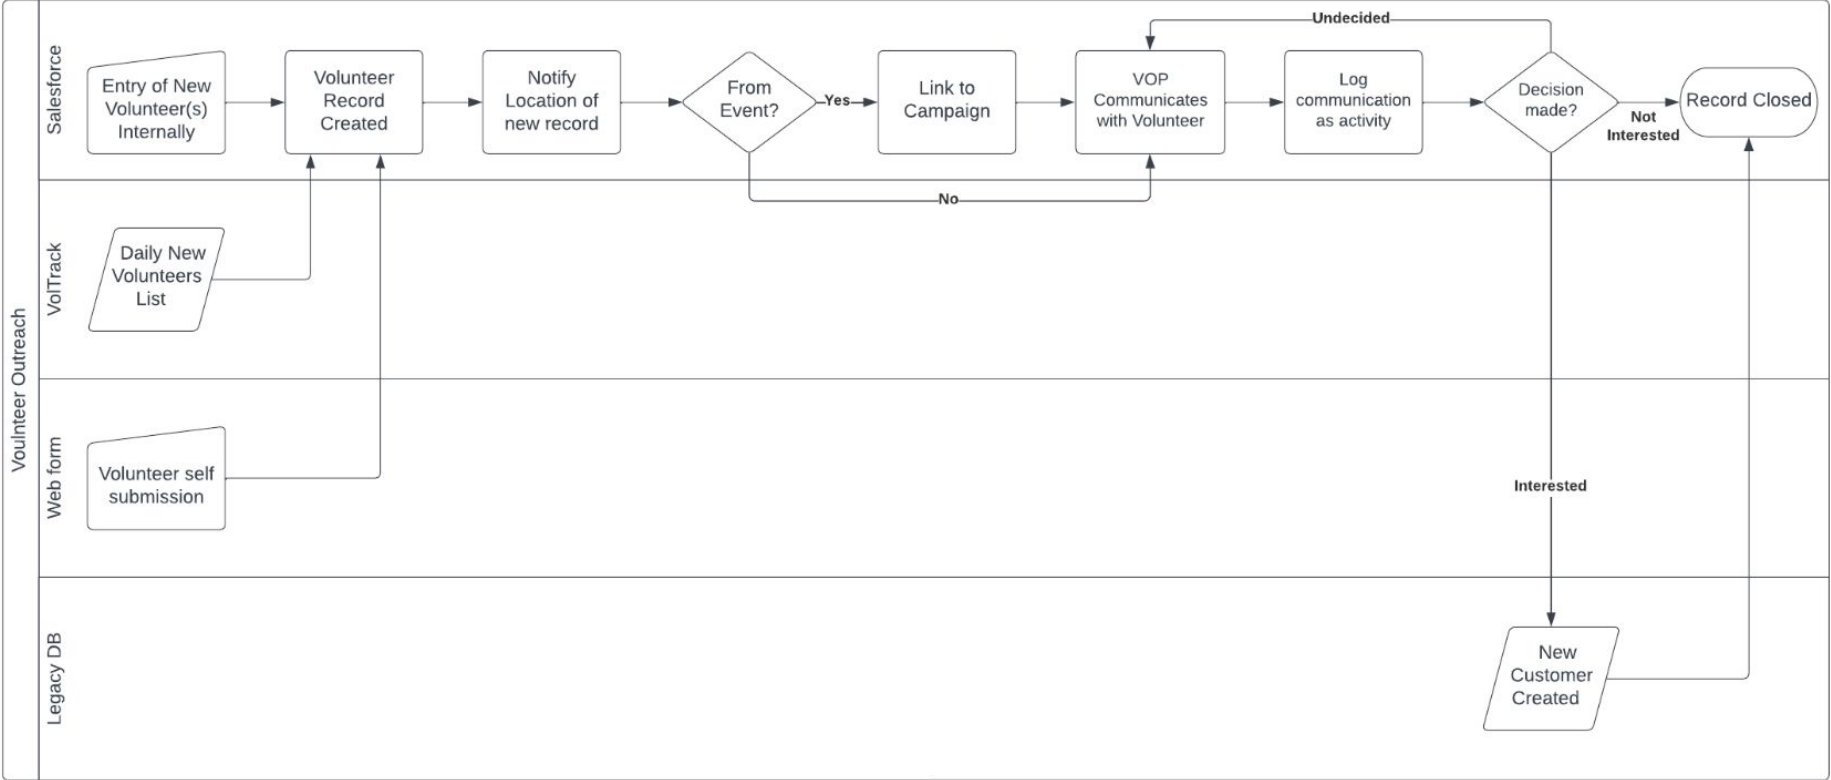 Voulnteer Outreach
Salesforce
Entry of New
Volunteer(s)
Internally
Volunteer
Record
Created
Notify
Location of
new record
From
Event?
Yes
No
Link to
Campaign
VOP
Communicates
with Volunteer
Log
communication
as activity
Undecided
Decision
made?
Not
Interested
Record Closed
VolTrack
Daily New
Volunteers
List
Web form
Volunteer self
submission
Interested
Legacy DB
New
Customer
Created